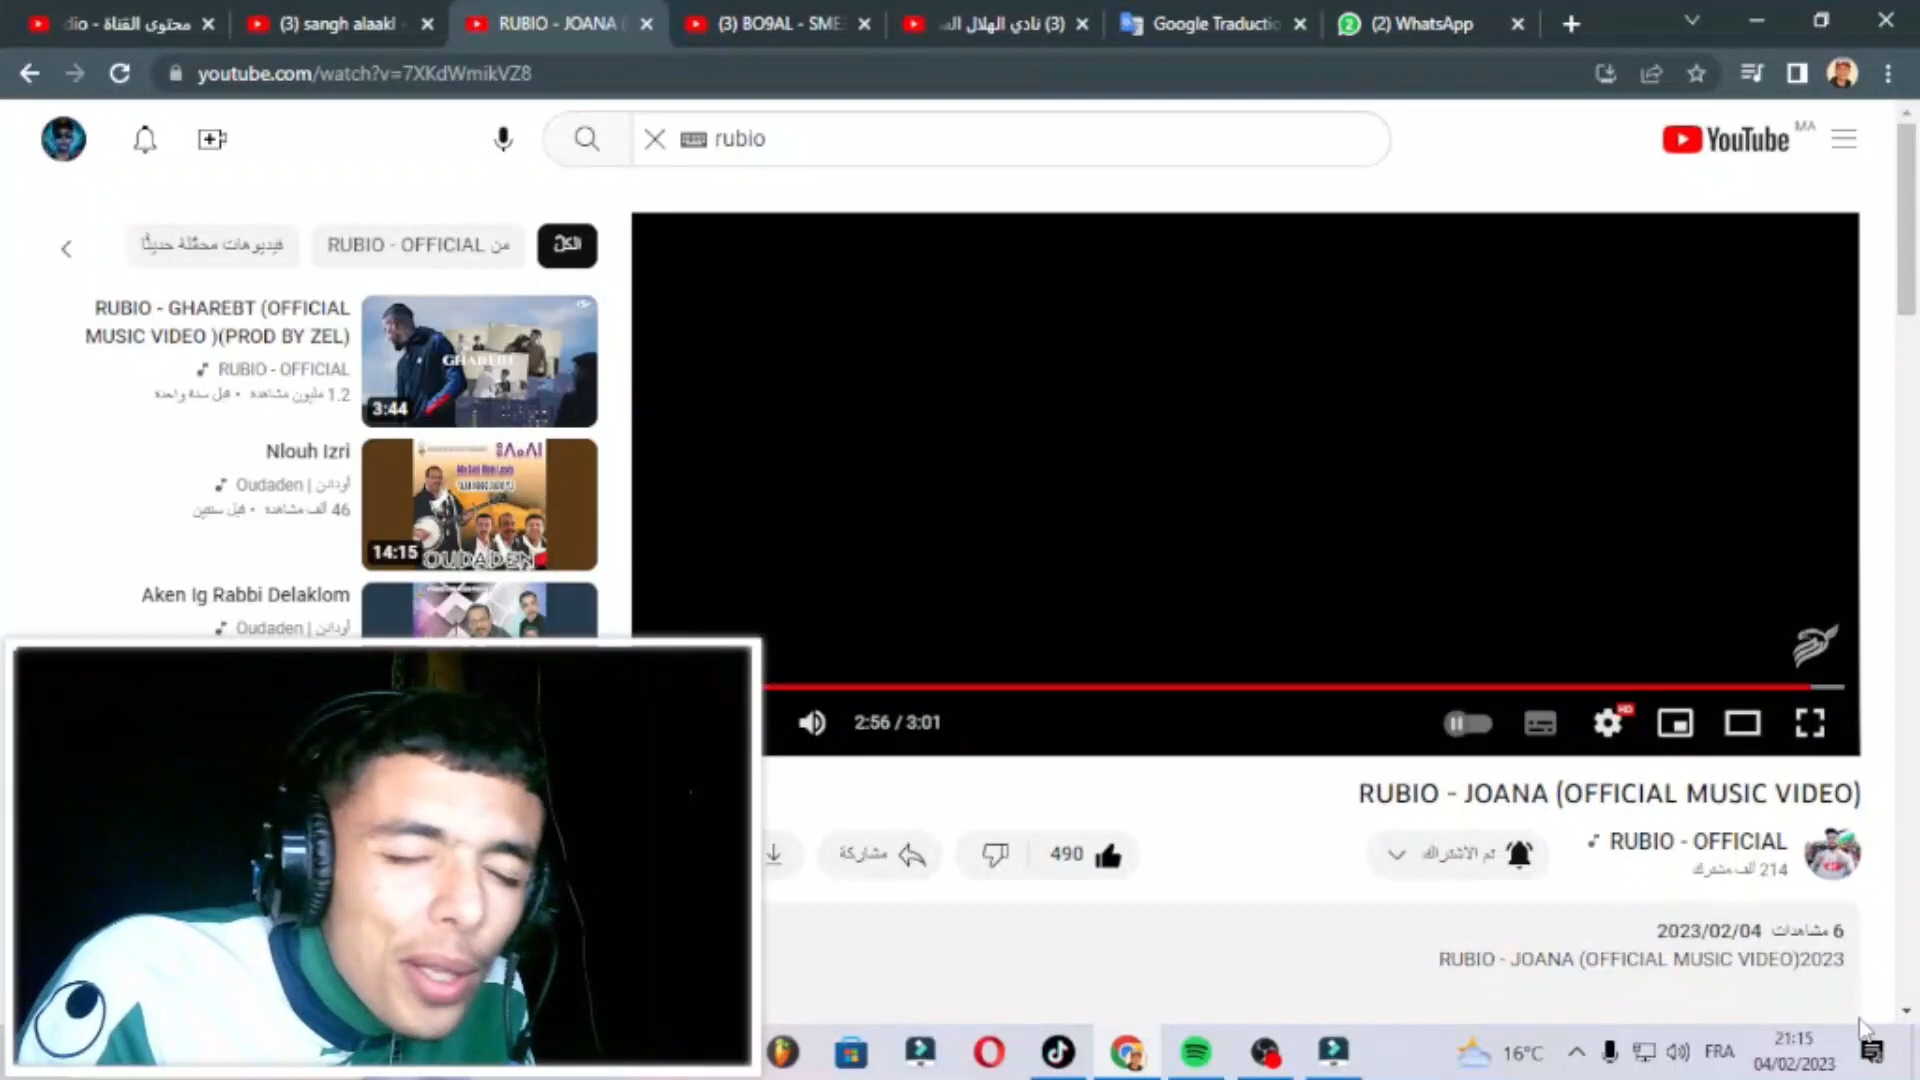 محتوى القناة - dio
(3) sangh alaakl
RUBIO - JOANA (
(3) BO9AL - SME
(3) نادي الهلال الس
Google Traductio
(2) WhatsApp
youtube.com/watch?v=7XKdWmikVZ8
rubio
YouTube MA
الكل
من RUBIO - OFFICIAL
فيديوهات محمَّلة حديثًا
RUBIO - GHAREBT (OFFICIAL
MUSIC VIDEO )(PROD BY ZEL)
RUBIO - OFFICIAL
1.2 مليون مشاهدة • قبل سنة واحدة
GHAREBT
3:44
Nlouh Izri
Oudaden | أودادن
46 ألف مشاهدة • قبل سنتين
14:15
OUDADEN
Aken Ig Rabbi Delaklom
Oudaden | أودادن
2:56 / 3:01
HD
RUBIO - JOANA (OFFICIAL MUSIC VIDEO)
RUBIO - OFFICIAL
214 ألف مشترك
تم الاشتراك
490
مشاركة
6 مشاهدات 2023/02/04
RUBIO - JOANA (OFFICIAL MUSIC VIDEO)2023
16°C
FRA
21:15
04/02/2023